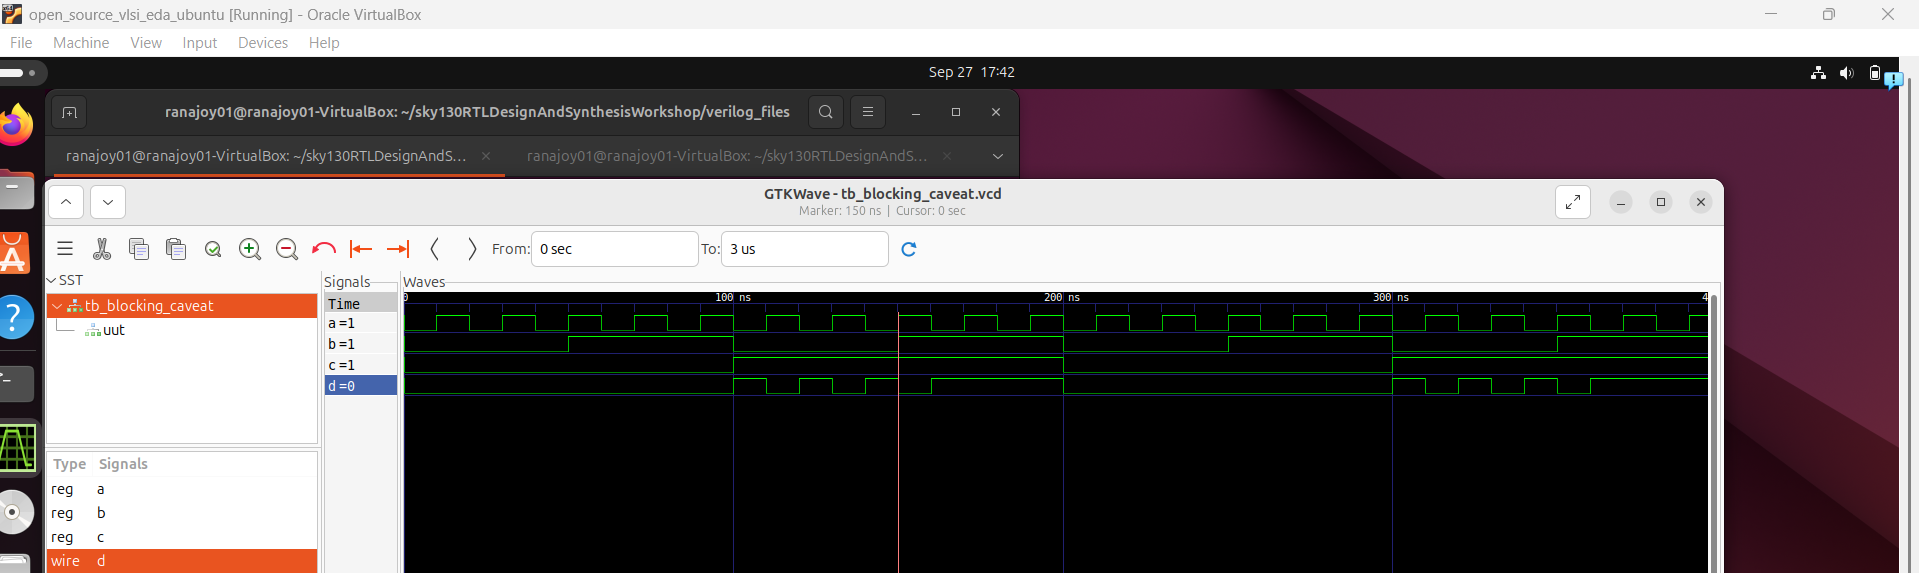 open_source_vlsi_eda_ubuntu [Running] - Oracle VirtualBox
File Machine View Input Devices Help
Sep 27 17:42
ranajoy01@ranajoy01-VirtualBox: ~/sky130RTLDesignAndSynthesisWorkshop/verilog_files
ranajoy01@ranajoy01-VirtualBox: ~/sky130RTLDesignAndS... ranajoy01@ranajoy01-VirtualBox: ~/sky130RTLDesignAndS...
GTKWave - tb_blocking_caveat.vcd
Marker: 150 ns | Cursor: 0 sec
From: 0 sec To: 3 us
SST
Signals Waves
tb_blocking_caveat
uut
Time
0 100 ns 200 ns 300 ns 4
a =1
b =1
c =1
d =0
Type Signals
reg a
reg b
reg c
wire d